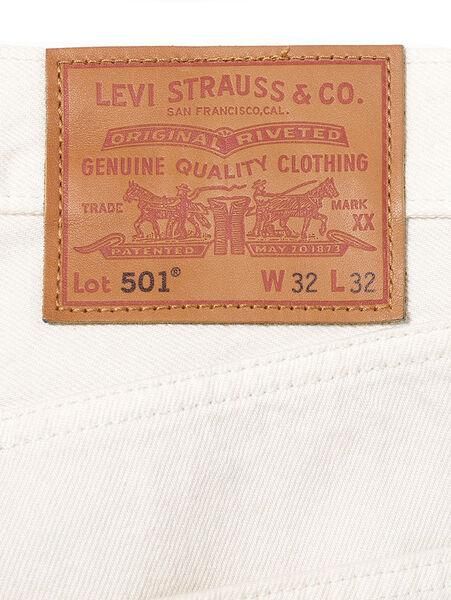 LEVI STRAUSS & CO.
SAN FRANCISCO, CAL.
ORIGINAL RIVETED
GENUINE QUALITY CLOTHING
TRADE MARK
XX
PATENTED MAY 20 1873
Lot 501® W 32 L 32